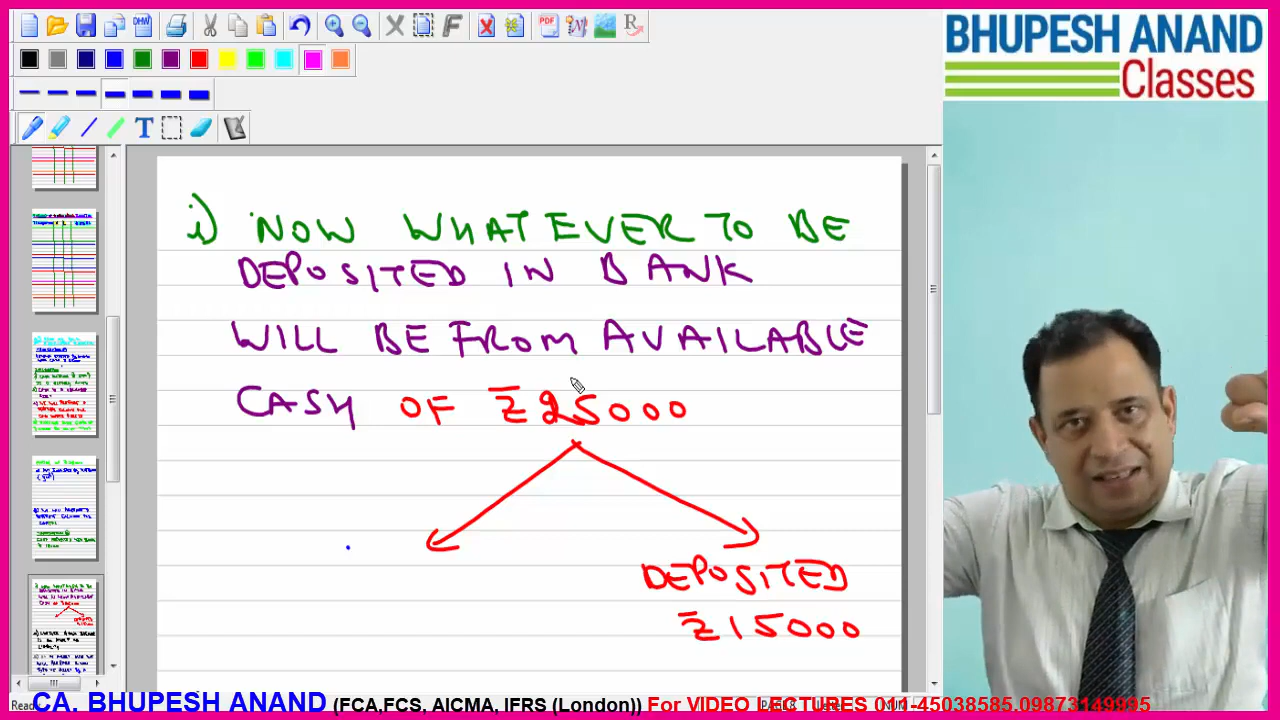 BHUPESH ANAND
Classes
i) NOW WHATEVER TO BE
DEPOSITED IN BANK
WILL BE FROM AVAILABLE
CASH OF ₹25000
DEPOSITED
₹15000
CA. BHUPESH ANAND (FCA,FCS, AICMA, IFRS (London)) For VIDEO LECTURES 011-45038585,09873149995